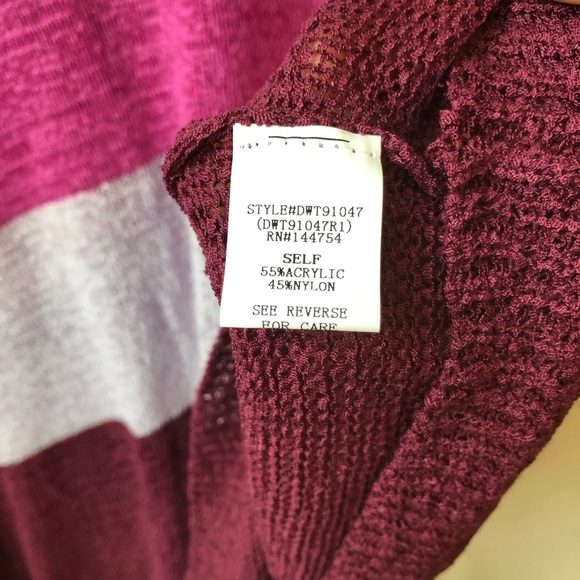 STYLE#DWT91047
(DWT91047R1)
RN#144754
SELF
55%ACRYLIC
45%NYLON
SEE REVERSE
FOR CARE